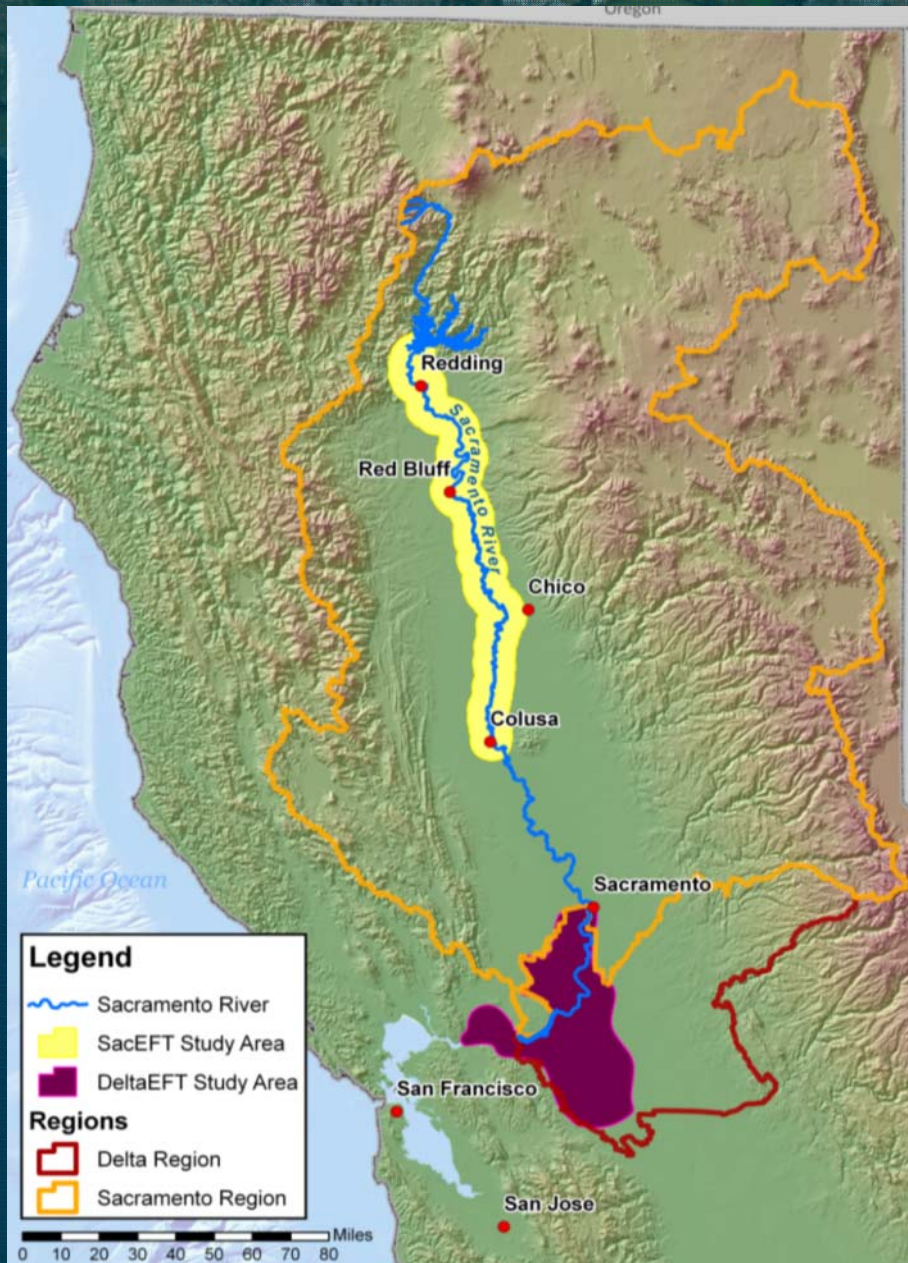 Oregon
Redding
Sacramento River
Red Bluff
Chico
Colusa
Pacific Ocean
Sacramento
Legend
Sacramento River
SacEFT Study Area
DeltaEFT Study Area
Regions
Delta Region
Sacramento Region
San Francisco
San Jose
Miles
0 10 20 30 40 50 60 70 80